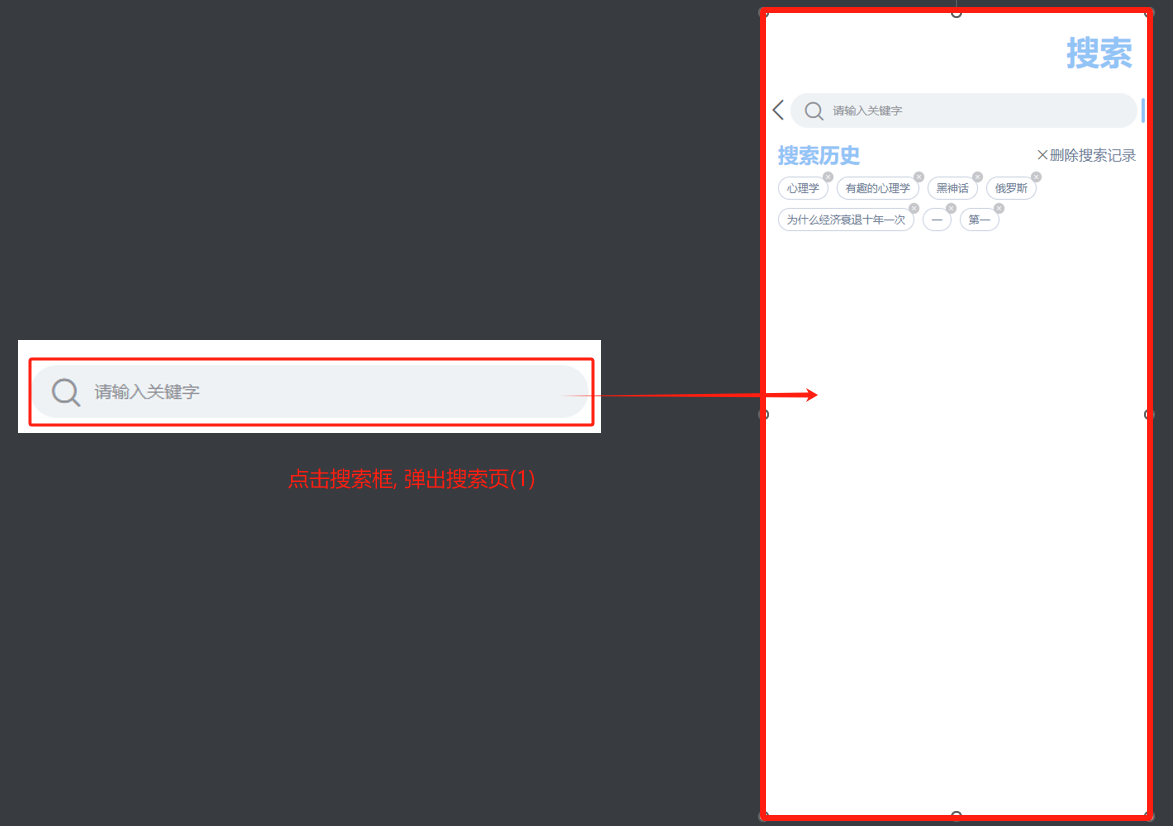 搜索
请输入关键字
搜索历史 ×删除搜索记录
心理学 有趣的心理学 黑神话 俄罗斯
为什么经济衰退十年一次 一 第一
请输入关键字
点击搜索框, 弹出搜索页(1)